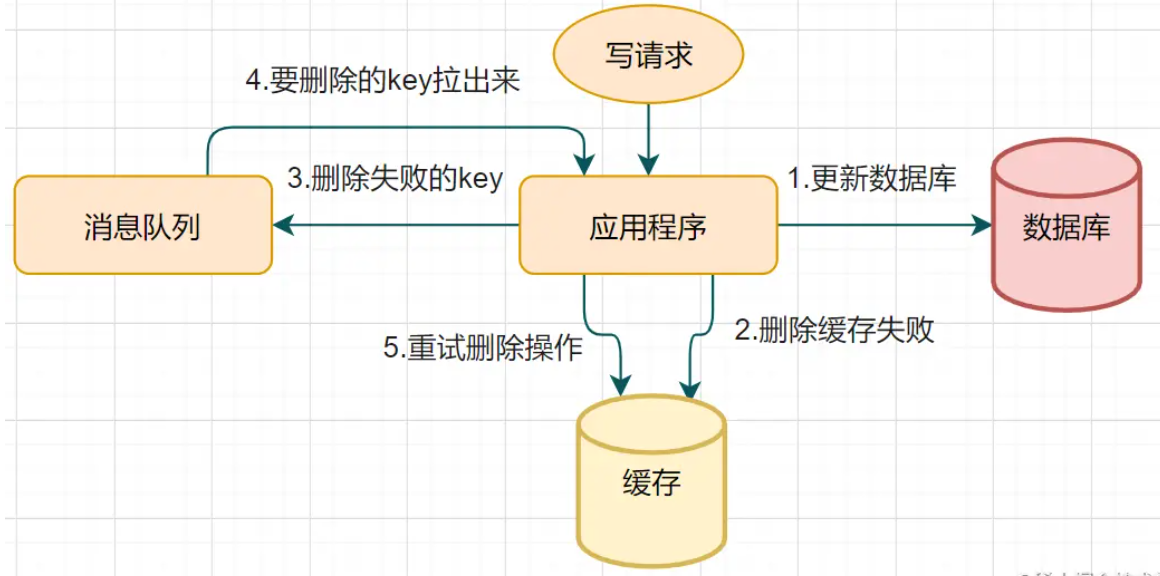 写请求
4.要删除的key拉出来
3.删除失败的key
1.更新数据库
消息队列
应用程序
数据库
5.重试删除操作
2.删除缓存失败
缓存